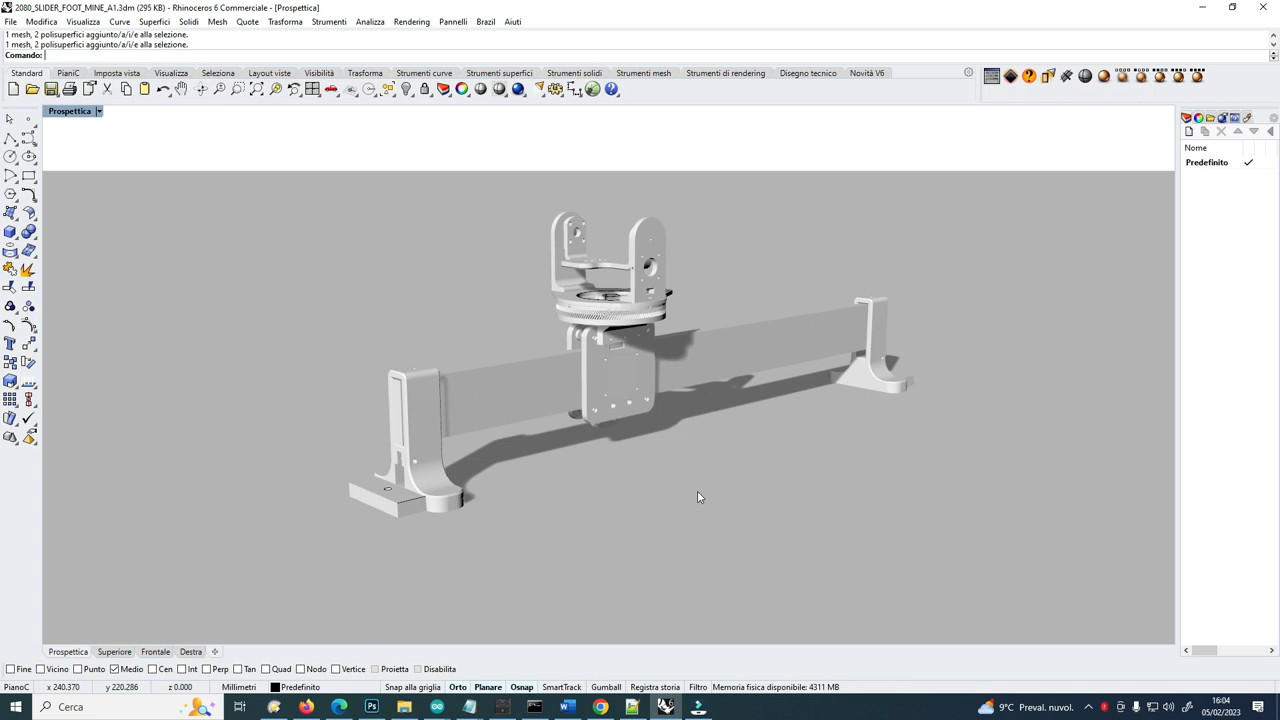 2080_SLIDER_FOOT_MINE_A1.3dm (295 KB) - Rhinoceros 6 Commerciale - [Prospettica]
File Modifica Visualizza Curve Superfici Solidi Mesh Quote Trasforma Strumenti Analizza Rendering Pannelli Brazil Aiuti
1 mesh, 2 polisuperfici aggiunto/a/i/e alla selezione.
1 mesh, 2 polisuperfici aggiunto/a/i/e alla selezione.
Comando:
Standard PianiC Imposta vista Visualizza Seleziona Layout viste Visibilità Trasforma Strumenti curve Strumenti superfici Strumenti solidi Strumenti mesh Strumenti di rendering Disegno tecnico Novità V6
Prospettica
Nome
Predefinito
Prospettica Superiore Frontale Destra
Fine Vicino Punto Medio Cen Int Perp Tan Quad Nodo Vertice Proietta Disabilita
PianoC x 240.370 y 220.286 z 0.000 Millimetri Predefinito Snap alla griglia Orto Planare Osnap SmartTrack Gumball Registra storia Filtro Memoria fisica disponibile: 4311 MB
Cerca
9°C Preval. nuvol.
16:04
05/02/2023